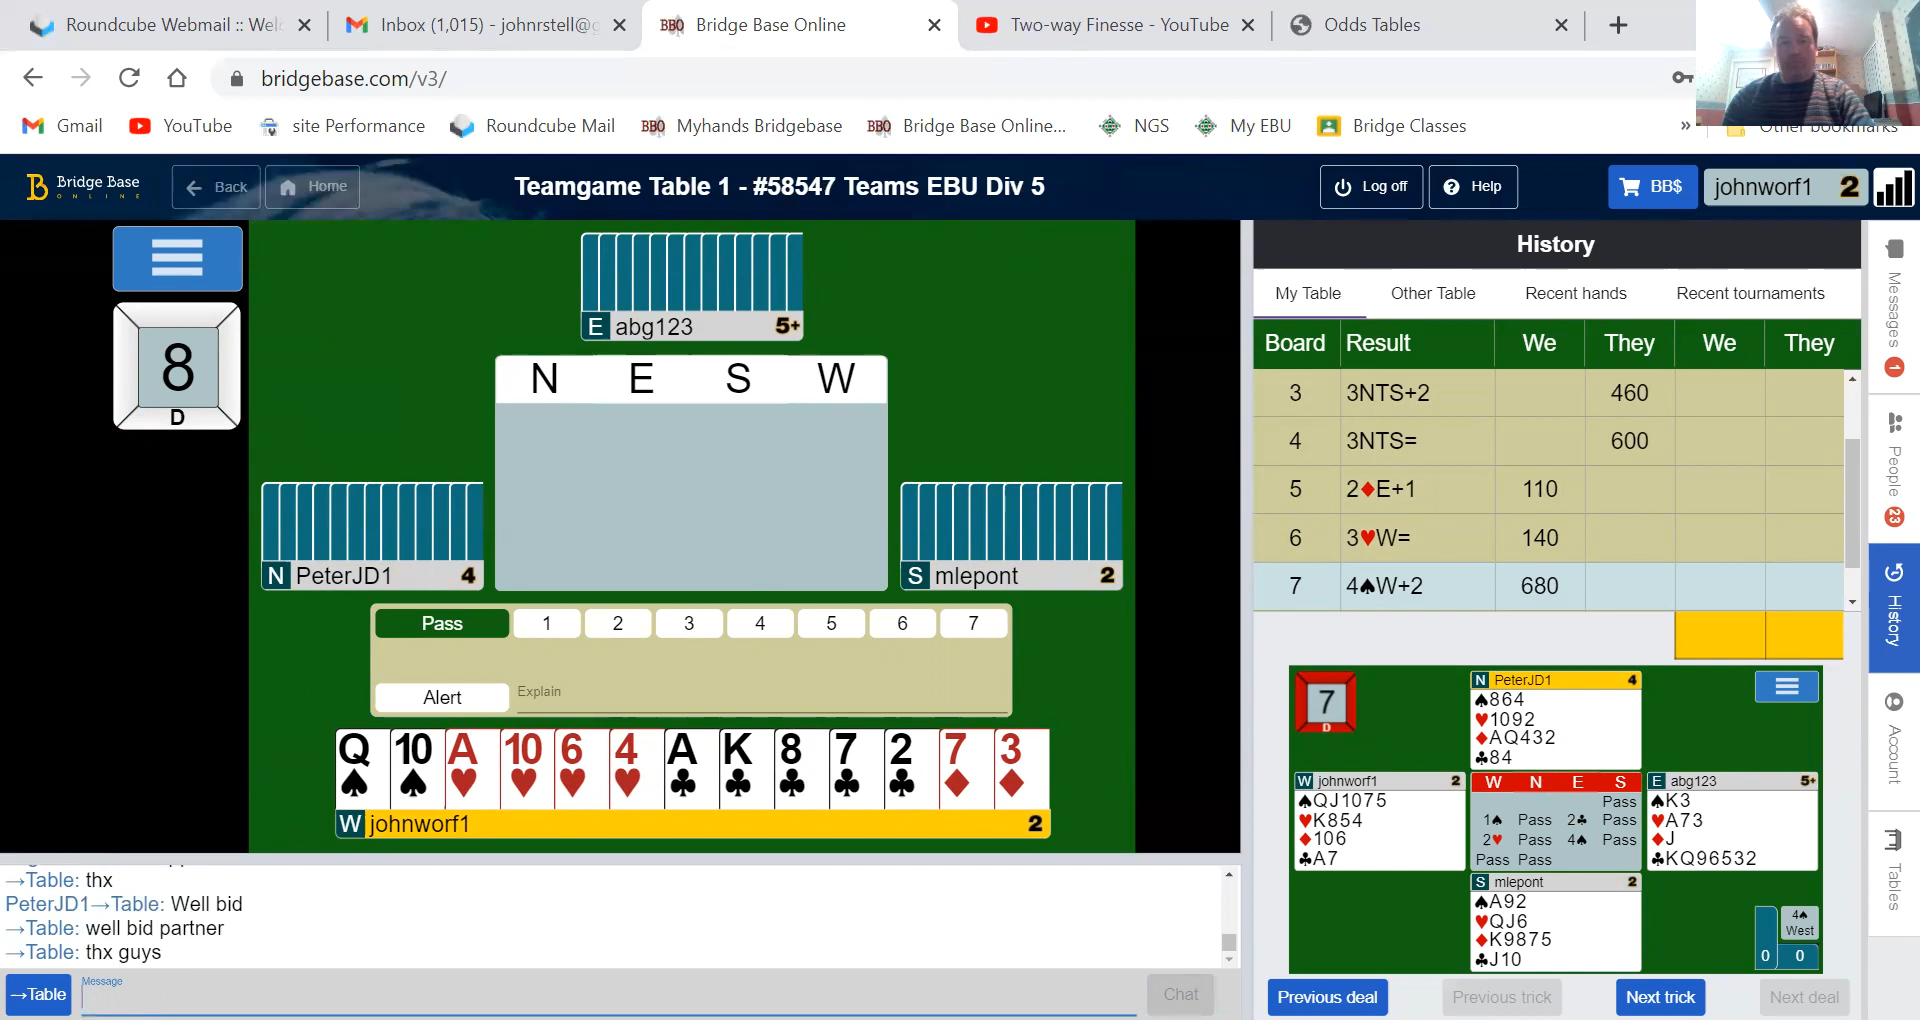 Roundcube Webmail :: Wel
Inbox (1,015) - johnrstell@g
BBO Bridge Base Online
Two-way Finesse - YouTube
Odds Tables
bridgebase.com/v3/
Gmail
YouTube
site Performance
Roundcube Mail
BBO Myhands Bridgebase
BBO Bridge Base Online...
NGS
My EBU
Bridge Classes
»
Other bookmarks
Bridge Base
ONLINE
Back
Home
Teamgame Table 1 - #58547 Teams EBU Div 5
Log off
Help
BB$
johnworf1 2
8
D
E abg123 5+
N E S W
N PeterJD1 4
S mlepont 2
Pass 1 2 3 4 5 6 7
Alert Explain
Q 10 A 10 6 4 A K 8 7 2 7 3
♠ ♠ ♥ ♥ ♥ ♥ ♣ ♣ ♣ ♣ ♣ ♦ ♦
W johnworf1 2
→Table: thx
PeterJD1→Table: Well bid
→Table: well bid partner
→Table: thx guys
→Table Message Chat
History
My Table Other Table Recent hands Recent tournaments
Board Result We They We They
3 3NTS+2 460
4 3NTS= 600
5 2♦E+1 110
6 3♥W= 140
7 4♠W+2 680
7
D
N PeterJD1 4
♠864
♥1092
♦AQ432
♣84
W johnworf1 2
♠QJ1075
♥K854
♦106
♣A7
W N E S
Pass
1♠ Pass 2♣ Pass
2♥ Pass 4♠ Pass
Pass Pass
E abg123 5+
♠K3
♥A73
♦J
♣KQ96532
S mlepont 2
♠A92
♥QJ6
♦K9875
♣J10
4♠
West
0 0
Previous deal Previous trick Next trick Next deal
Messages 1
People 23
History
Account
Tables